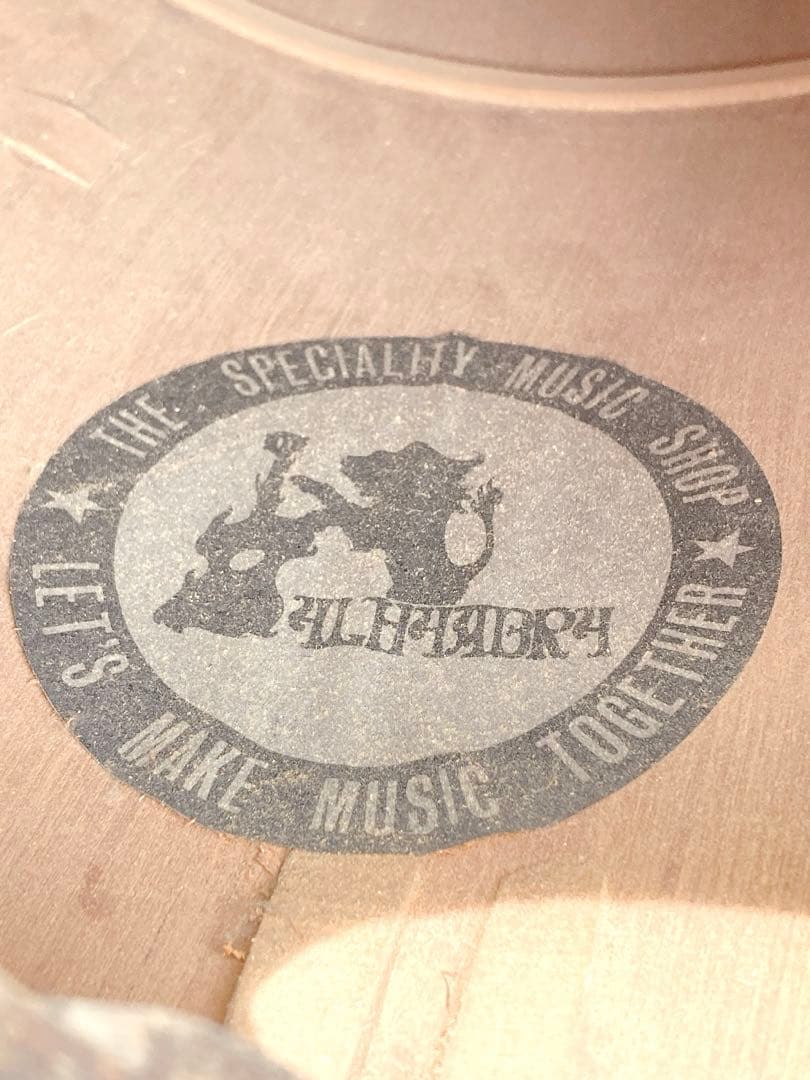 THE SPECIALITY MUSIC SHOP
LET'S MAKE MUSIC TOGETHER